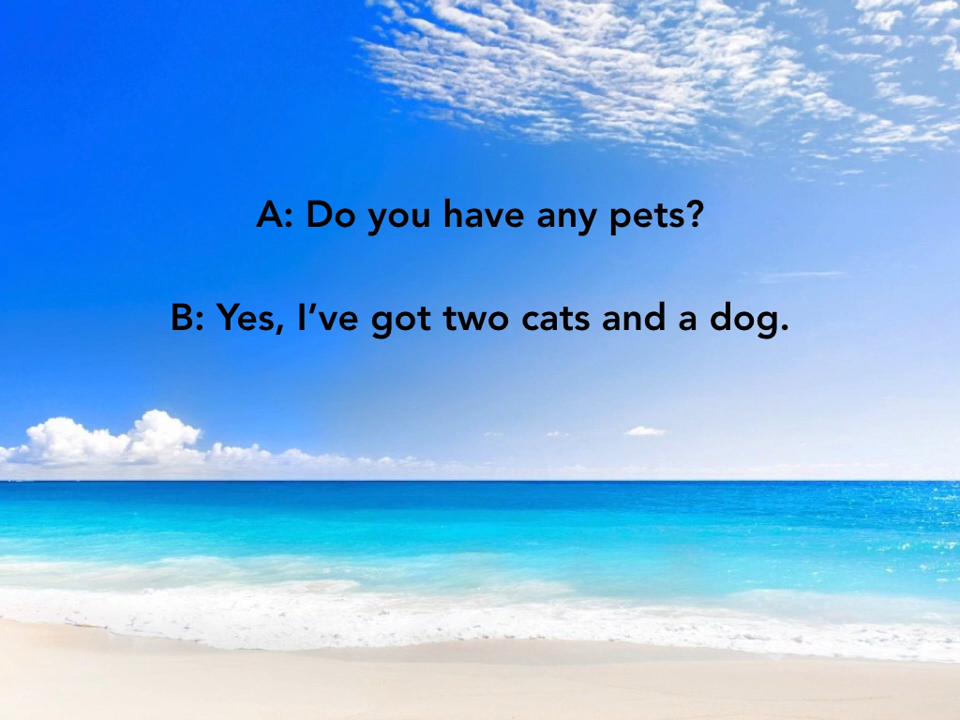 A: Do you have any pets?
B: Yes, I’ve got two cats and a dog.